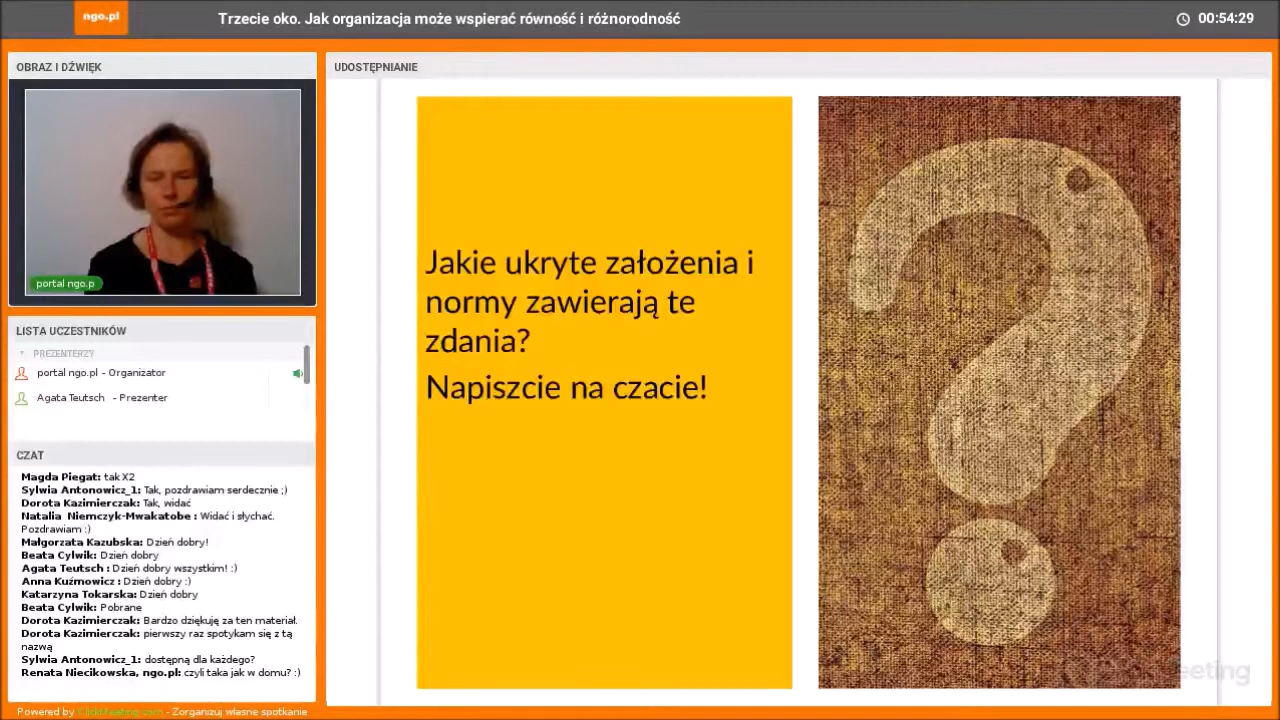 ngo.pl
Trzecie oko. Jak organizacja może wspierać równość i różnorodność
00:54:29
OBRAZ I DŹWIĘK
portal ngo.p
LISTA UCZESTNIKÓW
PREZENTERZY
portal ngo.pl - Organizator
Agata Teutsch - Prezenter
CZAT
Magda Piegat: tak X2
Sylwia Antonowicz_1: Tak, pozdrawiam serdecznie ;)
Dorota Kazimierczak: Tak, widać
Natalia Niemczyk-Mwakatobe : Widać i słychać.
Pozdrawiam :)
Małgorzata Kazubska: Dzień dobry!
Beata Cylwik: Dzień dobry
Agata Teutsch : Dzień dobry wszystkim! :)
Anna Kuźmowicz : Dzień dobry :)
Katarzyna Tokarska: Dzień dobry
Beata Cylwik: Pobrane
Dorota Kazimierczak: Bardzo dziękuję za ten materiał.
Dorota Kazimierczak: pierwszy raz spotykam się z tą
nazwą
Sylwia Antonowicz_1: dostępną dla każdego?
Renata Niecikowska, ngo.pl: czyli taka jak w domu? :)
Powered by ClickMeeting.com - Zorganizuj własne spotkanie
UDOSTĘPNIANIE
Jakie ukryte założenia i
normy zawierają te
zdania?
Napiszcie na czacie!